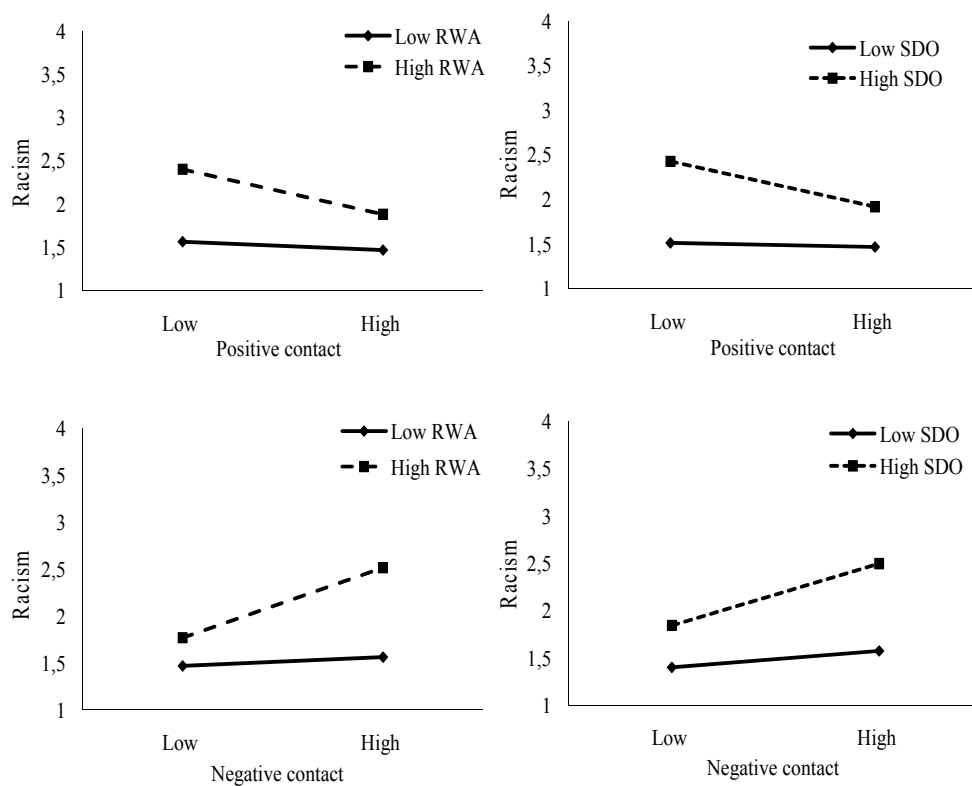 4
3,5
3
2,5
2
1,5
1
Racism
Low RWA
High RWA
Low High
Positive contact
4
3,5
3
2,5
2
1,5
1
Racism
Low SDO
High SDO
Low High
Positive contact
4
3,5
3
2,5
2
1,5
1
Racism
Low RWA
High RWA
Low High
Negative contact
4
3,5
3
2,5
2
1,5
1
Racism
Low SDO
High SDO
Low High
Negative contact